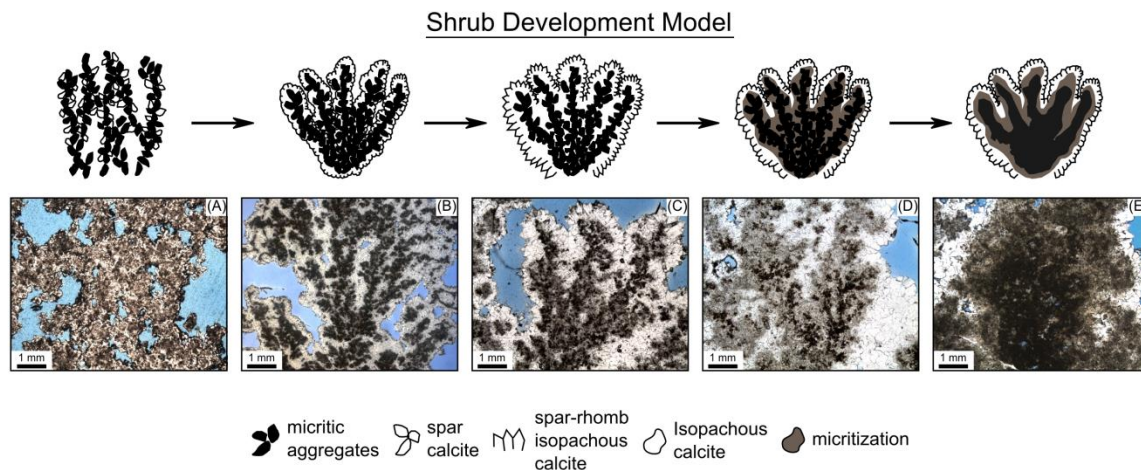 Shrub Development Model
(A)
(B)
(C)
(D)
(E)
1 mm
1 mm
1 mm
1 mm
1 mm
micritic
aggregates
spar
calcite
spar-rhomb
isopachous
calcite
Isopachous
calcite
micritization